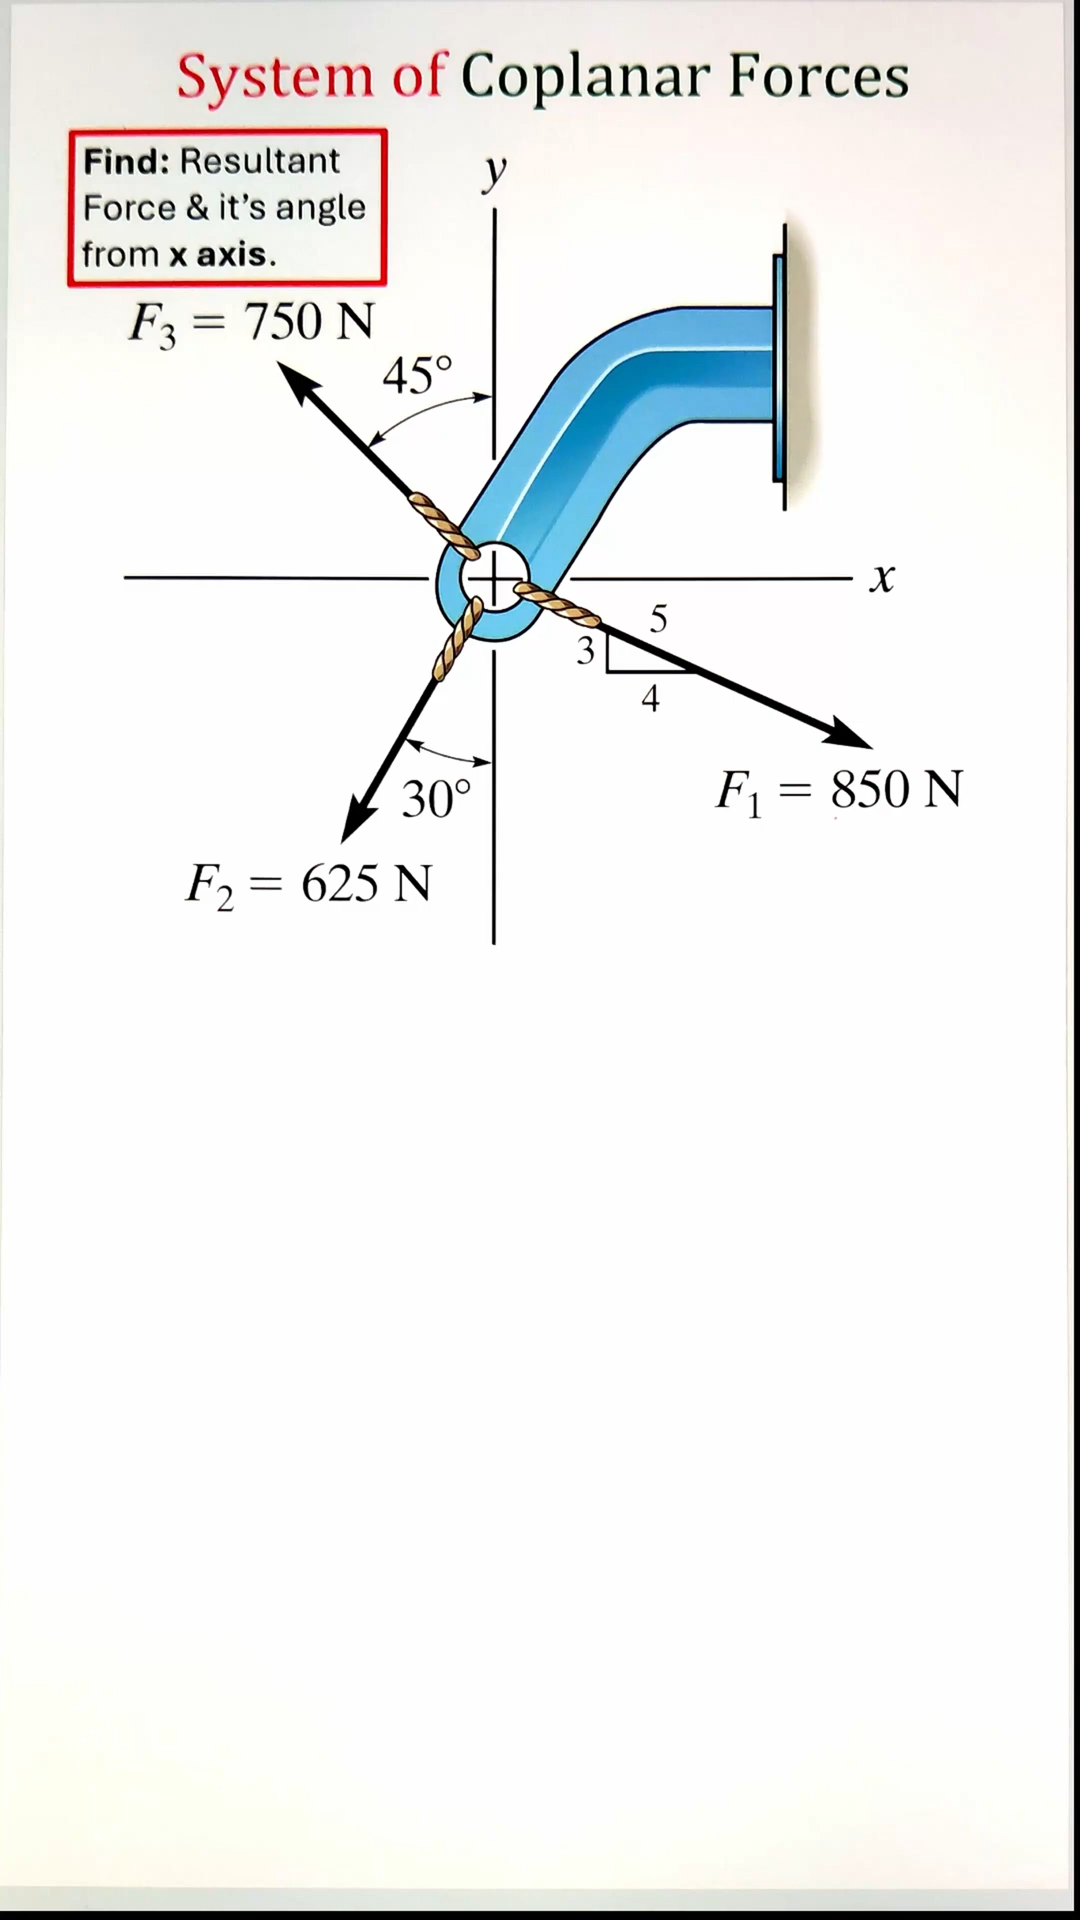 System of Coplanar Forces
Find: Resultant
Force & it's angle
from x axis.
y
F₃ = 750 N
45°
x
5
3
4
F₁ = 850 N
30°
F₂ = 625 N